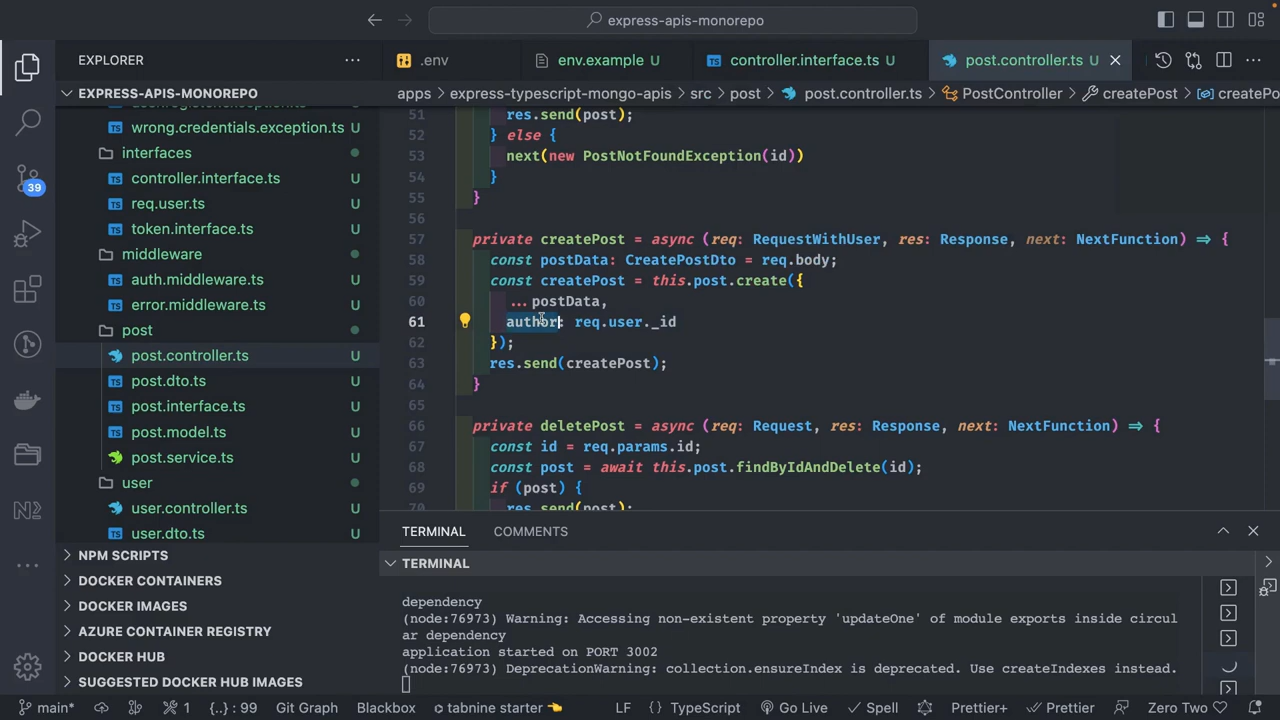 express-apis-monorepo
EXPLORER
.env
env.example U
controller.interface.ts U
post.controller.ts U
EXPRESS-APIS-MONOREPO
apps > express-typescript-mongo-apis > src > post > post.controller.ts > PostController > createPost > createPo
wrong.credentials.exception.ts U
interfaces
controller.interface.ts U
req.user.ts U
token.interface.ts U
middleware
auth.middleware.ts U
error.middleware.ts U
post
post.controller.ts U
post.dto.ts U
post.interface.ts U
post.model.ts U
post.service.ts U
user
user.controller.ts U
user.dto.ts U
NPM SCRIPTS
DOCKER CONTAINERS
DOCKER IMAGES
AZURE CONTAINER REGISTRY
DOCKER HUB
SUGGESTED DOCKER HUB IMAGES
39
51 res.send(post);
52 } else {
53 next(new PostNotFoundException(id))
54 }
55 }
56
57 private createPost = async (req: RequestWithUser, res: Response, next: NextFunction) => {
58 const postData: CreatePostDto = req.body;
59 const createPost = this.post.create({
60 ...postData,
61 author: req.user._id
62 });
63 res.send(createPost);
64 }
65
66 private deletePost = async (req: Request, res: Response, next: NextFunction) => {
67 const id = req.params.id;
68 const post = await this.post.findByIdAndDelete(id);
69 if (post) {
70 res.send(post);
TERMINAL
COMMENTS
TERMINAL
dependency
(node:76973) Warning: Accessing non-existent property 'updateOne' of module exports inside circul
ar dependency
application started on PORT 3002
(node:76973) DeprecationWarning: collection.ensureIndex is deprecated. Use createIndexes instead.
main* 1 {..} : 99 Git Graph Blackbox tabnine starter LF {} TypeScript Go Live Spell Prettier+ Prettier Zero Two